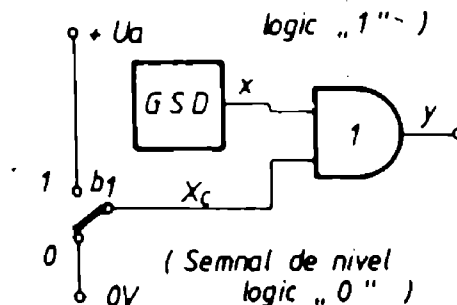 + Ua
logic „ 1 " )
GSD
x
1
y
1
b1
Xc
0
0V
( Semnal de nivel
logic „ 0 " )